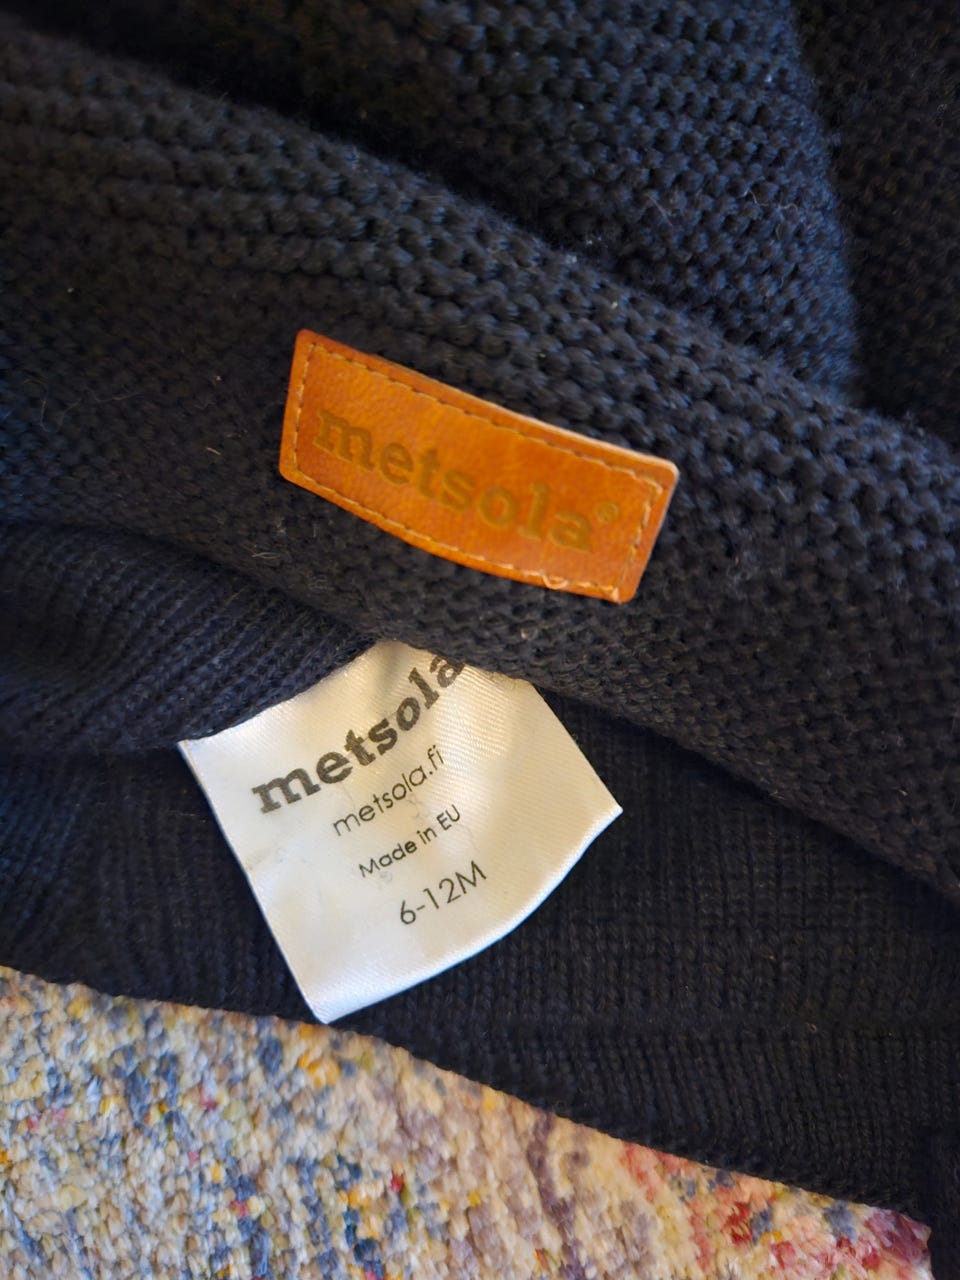 metsola®
metsola
metsola.fi
Made in EU
6-12M